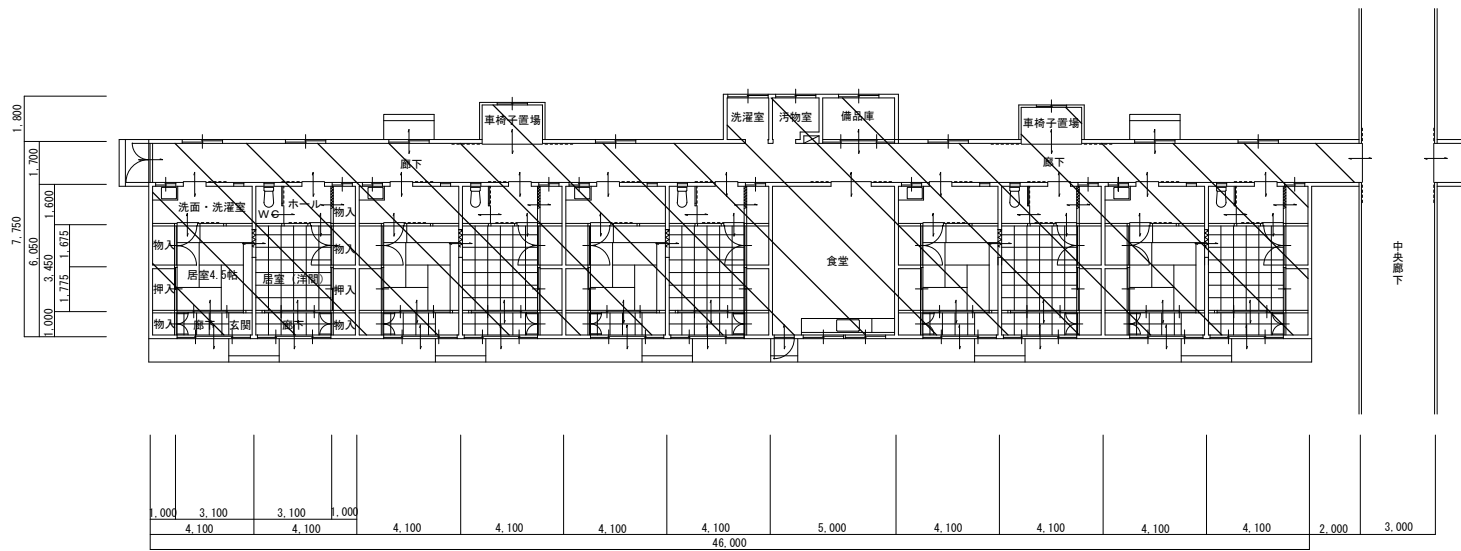 洗濯室 汚物室 備品庫
車椅子置場 車椅子置場
廊下 廊下
洗面・洗濯室 WC ホール 物入
物入 物入
居室4.5帖 居室（洋間） 食堂
押入 押入
物入 廊下 玄関 廊下 物入
中央廊下
1,800
1,700
7,750
6,050
1,600
3,450
1,675
1,775
1,000
1,000 3,100 3,100 1,000
4,100 4,100 4,100 4,100 4,100 4,100 5,000 4,100 4,100 4,100 4,100 2,000 3,000
46,000